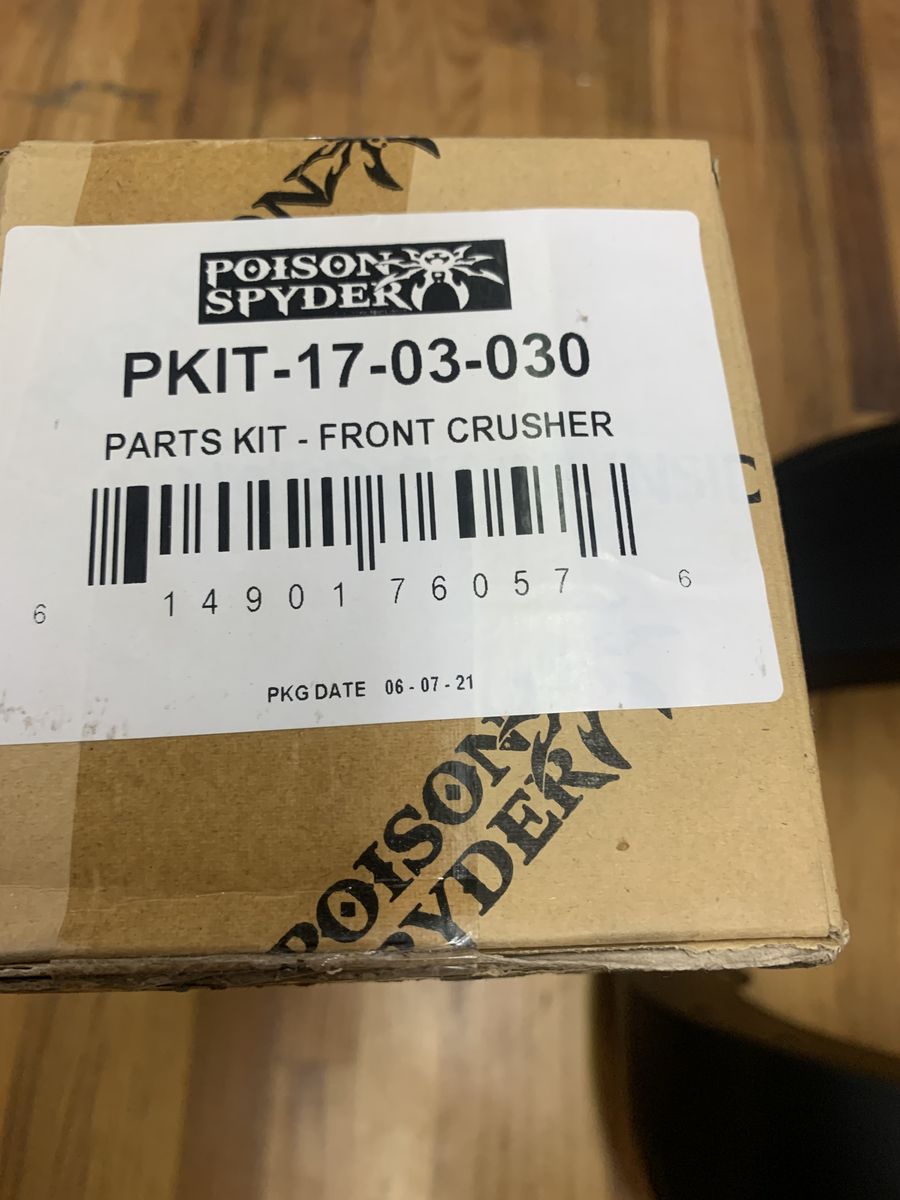 POISON
SPYDER
PKIT-17-03-030
PARTS KIT - FRONT CRUSHER
6 14901 76057 6
PKG DATE 06 - 07 - 21
POISON
SPYDER